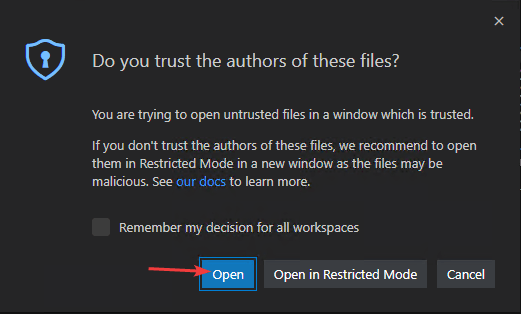 Do you trust the authors of these files?
You are trying to open untrusted files in a window which is trusted.
If you don't trust the authors of these files, we recommend to open
them in Restricted Mode in a new window as the files may be
malicious. See our docs to learn more.
Remember my decision for all workspaces
Open Open in Restricted Mode Cancel